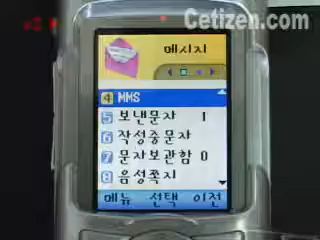 Cetizen.com
메시지
4 MMS
5 보낸문자 1
6 작성중문자
7 문자보관함 0
8 음성쪽지
메뉴 선택 이전